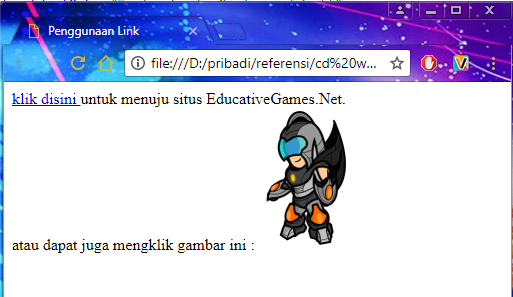 Penggunaan Link
file:///D:/pribadi/referensi/cd%20w...
klik disini untuk menuju situs EducativeGames.Net.
atau dapat juga mengklik gambar ini :